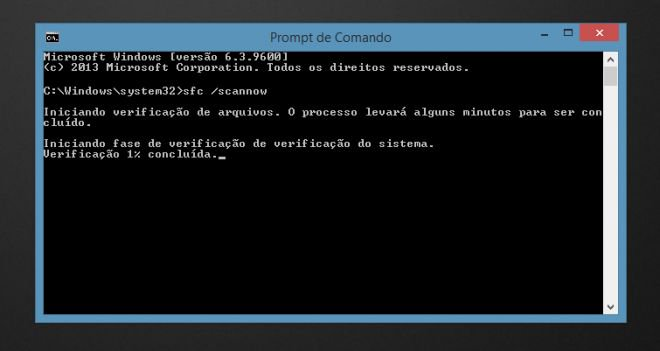 Prompt de Comando
Microsoft Windows [versão 6.3.9600]
(c) 2013 Microsoft Corporation. Todos os direitos reservados.
C:\Windows\system32>sfc /scannow
Iniciando verificação de arquivos. O processo levará alguns minutos para ser con
cluído.
Iniciando fase de verificação de verificação do sistema.
Verificação 1% concluída.